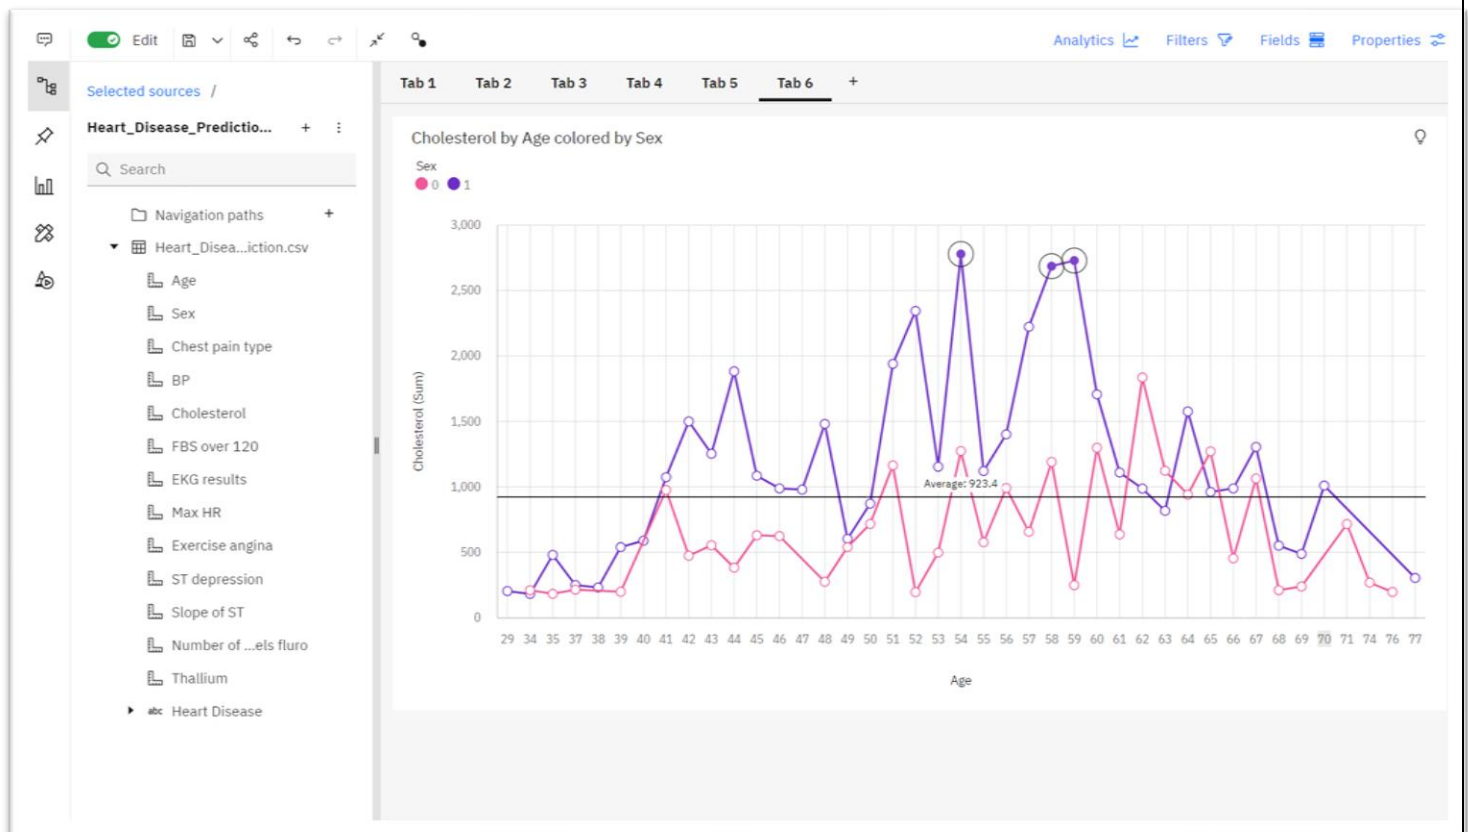 Edit
Analytics Filters Fields Properties
Selected sources /
Heart_Disease_Predictio...
Search
Navigation paths
Heart_Disea...iction.csv
Age
Sex
Chest pain type
BP
Cholesterol
FBS over 120
EKG results
Max HR
Exercise angina
ST depression
Slope of ST
Number of ...els fluro
Thallium
abc Heart Disease
Tab 1 Tab 2 Tab 3 Tab 4 Tab 5 Tab 6 +
Cholesterol by Age colored by Sex
Sex
0 1
Cholesterol (Sum)
3,000
2,500
2,000
1,500
1,000
500
0
Average: 923.4
29 34 35 37 38 39 40 41 42 43 44 45 46 47 48 49 50 51 52 53 54 55 56 57 58 59 60 61 62 63 64 65 66 67 68 69 70 71 74 76 77
Age